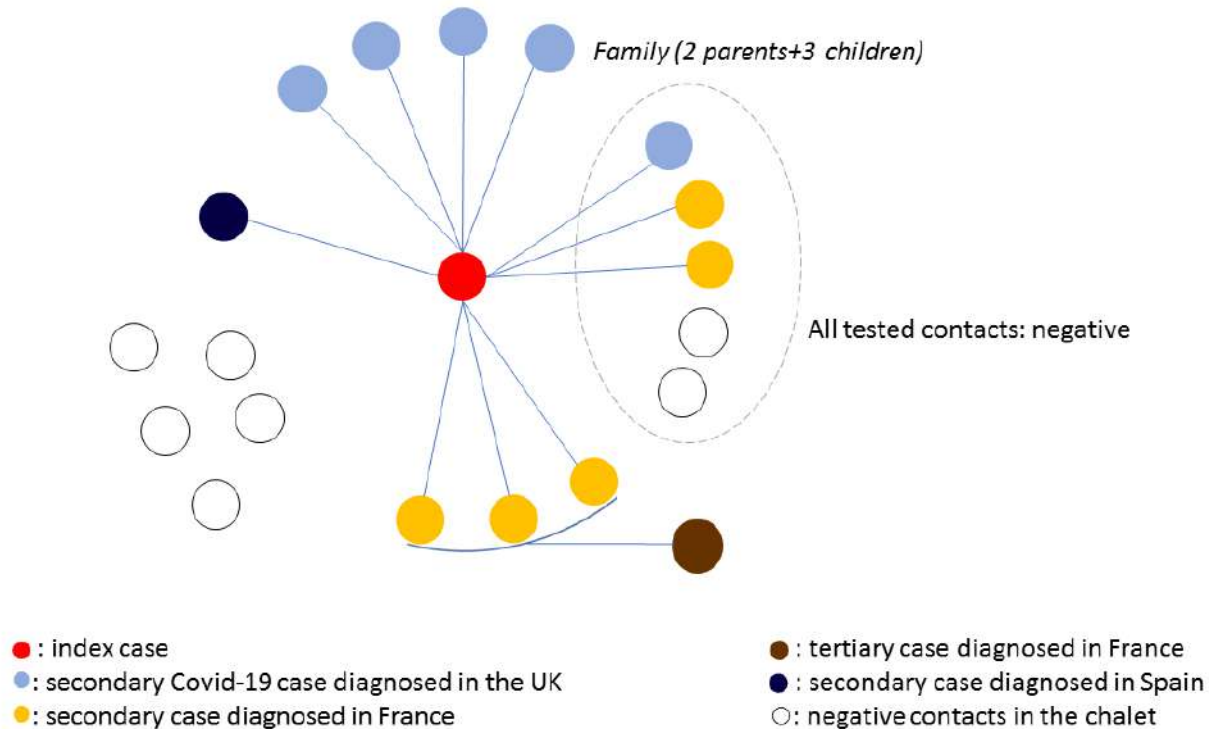 Family (2 parents+3 children)
All tested contacts: negative
: index case
: secondary Covid-19 case diagnosed in the UK
: secondary case diagnosed in France
: tertiary case diagnosed in France
: secondary case diagnosed in Spain
: negative contacts in the chalet